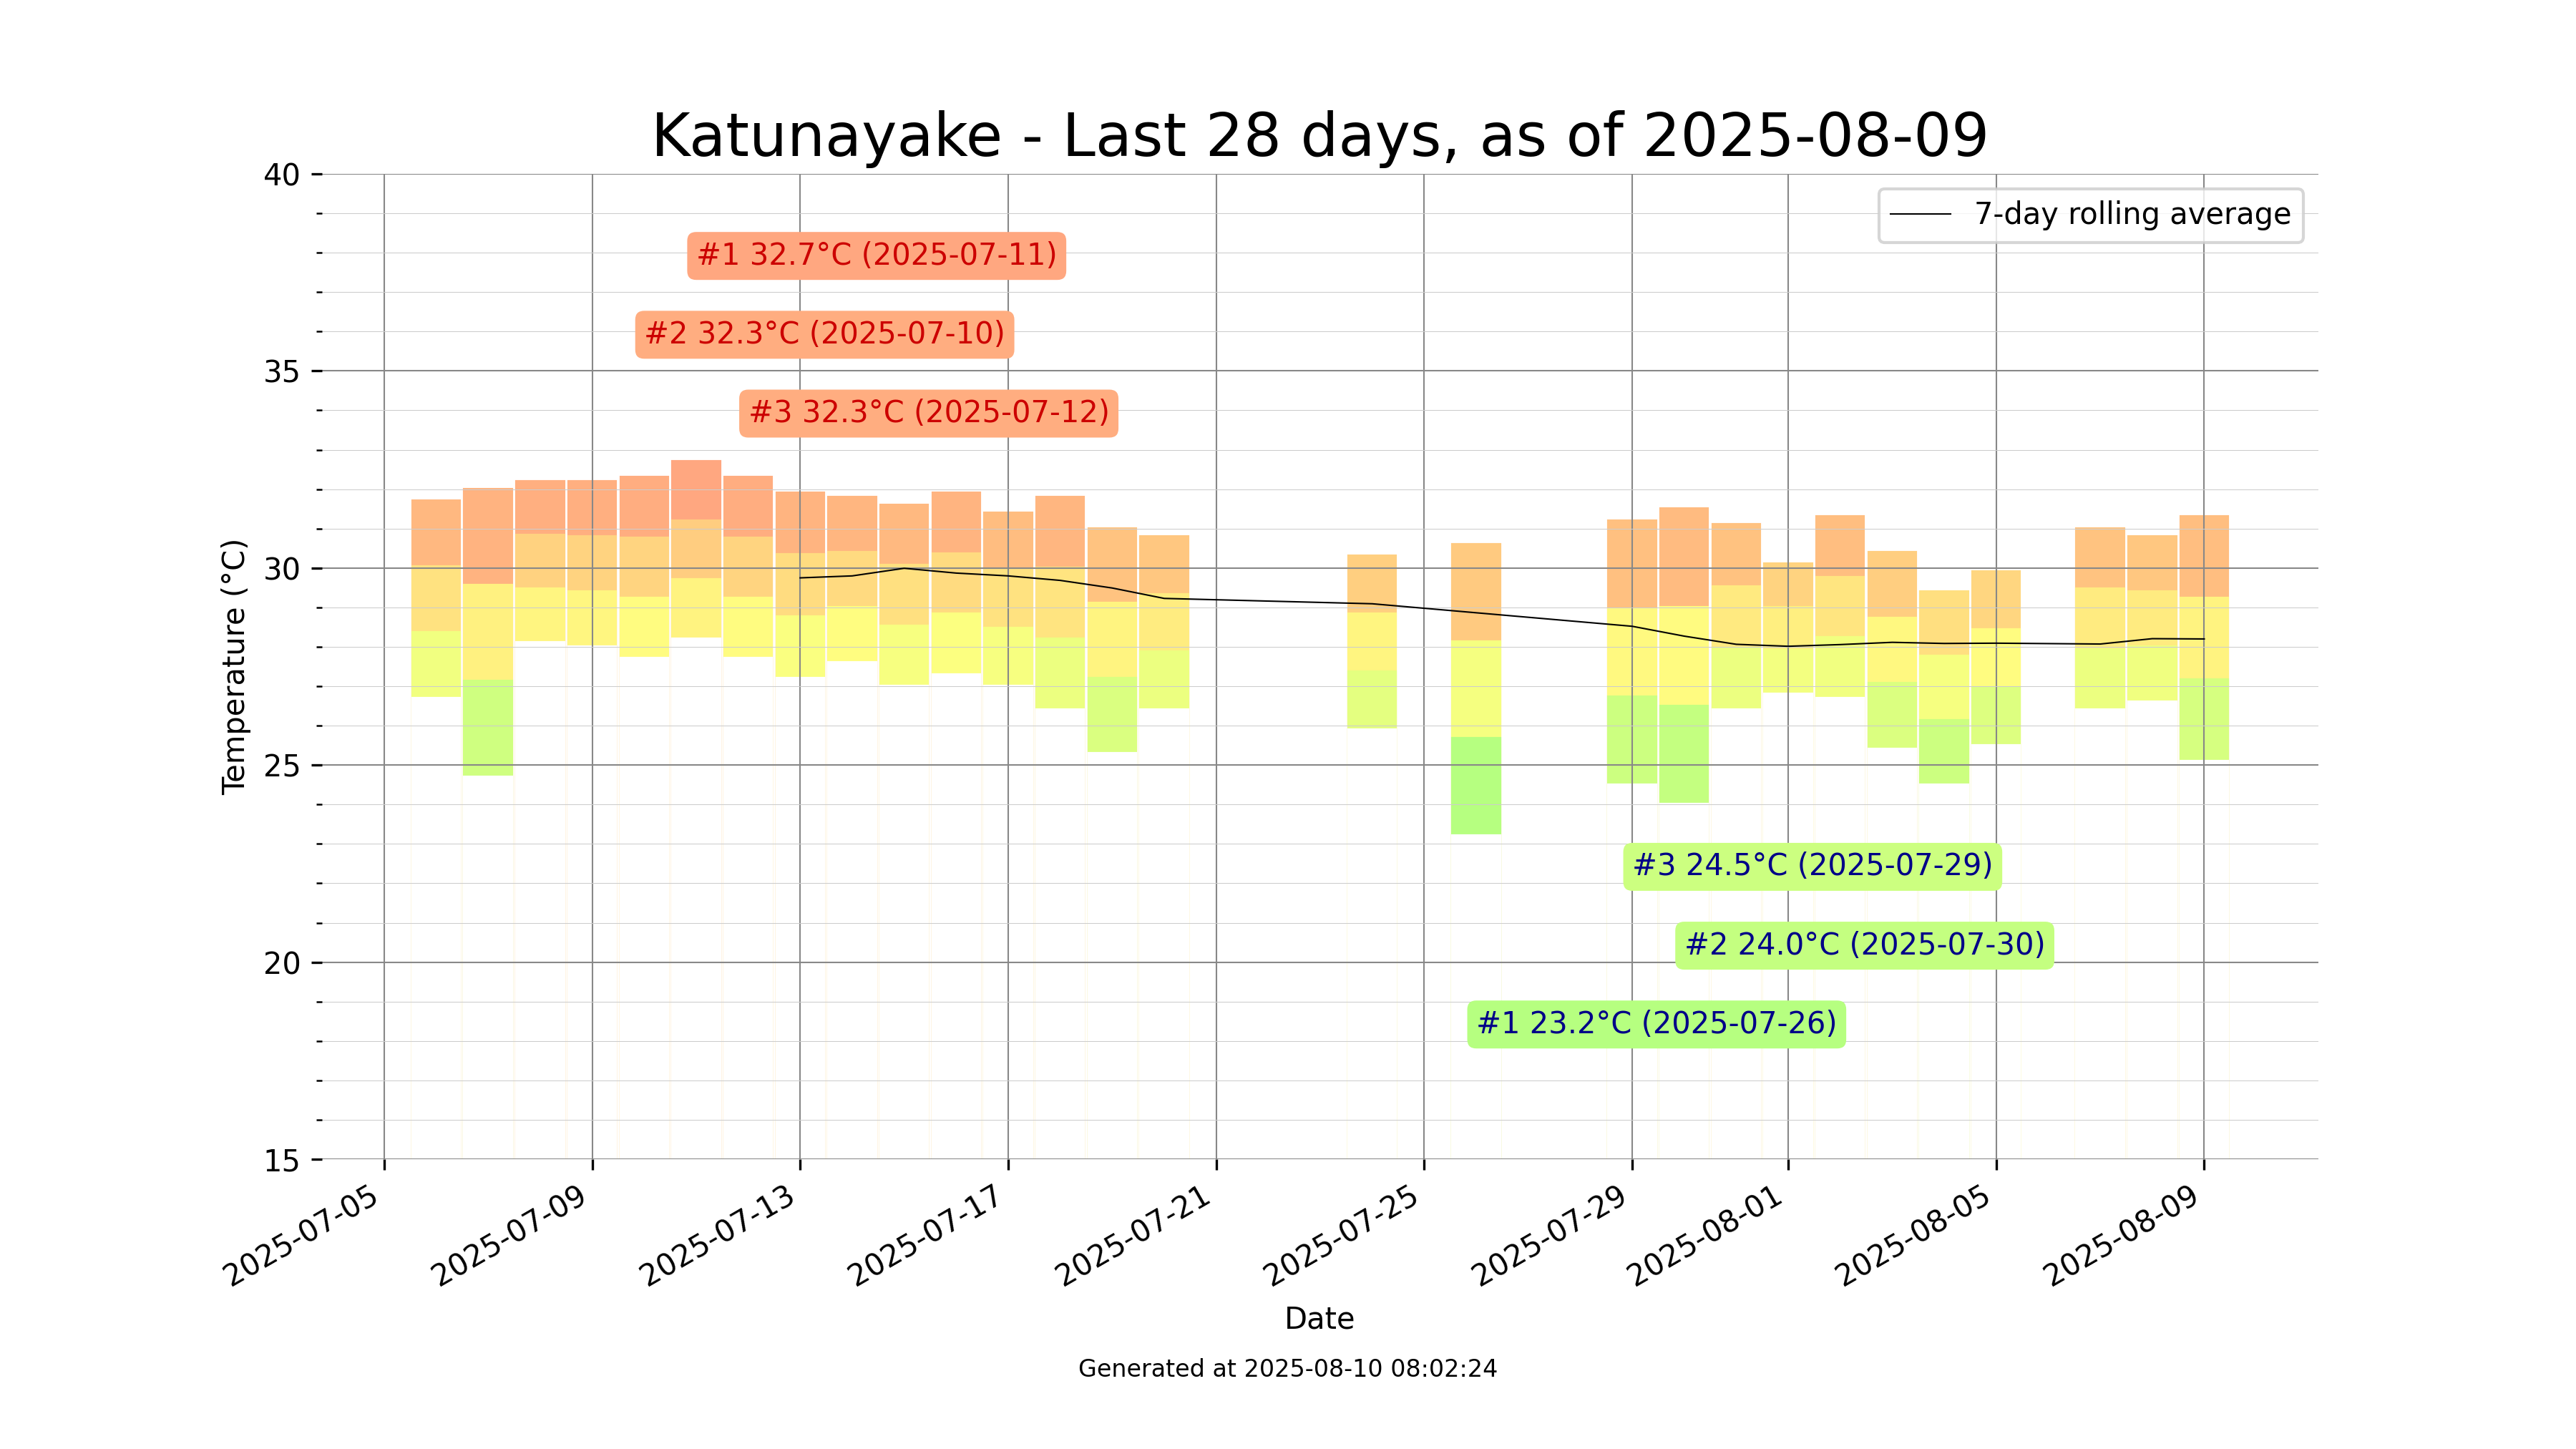 Katunayake - Last 28 days, as of 2025-08-09
7-day rolling average
#1 32.7°C (2025-07-11)
#2 32.3°C (2025-07-10)
#3 32.3°C (2025-07-12)
#3 24.5°C (2025-07-29)
#2 24.0°C (2025-07-30)
#1 23.2°C (2025-07-26)
Temperature (°C)
40
35
30
25
20
15
2025-07-05
2025-07-09
2025-07-13
2025-07-17
2025-07-21
2025-07-25
2025-07-29
2025-08-01
2025-08-05
2025-08-09
Date
Generated at 2025-08-10 08:02:24